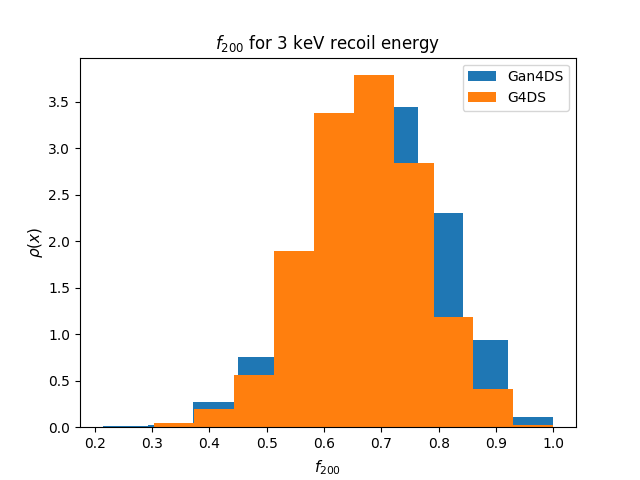 f₂₀₀ for 3 keV recoil energy
Gan4DS
G4DS
ρ(x)
3.5
3.0
2.5
2.0
1.5
1.0
0.5
0.0
0.2 0.3 0.4 0.5 0.6 0.7 0.8 0.9 1.0
f₂₀₀